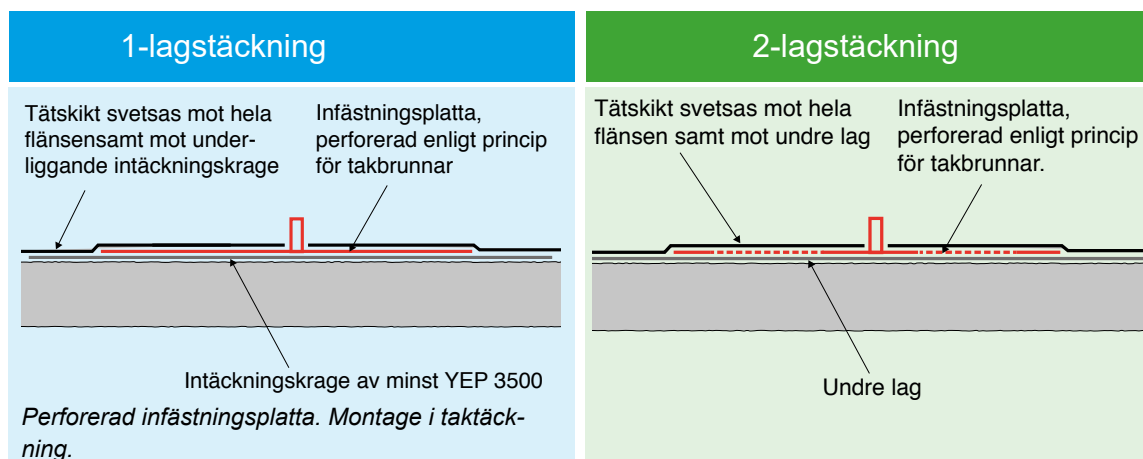 1-lagstäckning
Tätskikt svetsas mot hela
flänsensamt mot under-
liggande intäckningskrage
Infästningsplatta,
perforerad enligt princip
för takbrunnar
Intäckningskrage av minst YEP 3500
Perforerad infästningsplatta. Montage i taktäck-
ning.
2-lagstäckning
Tätskikt svetsas mot hela
flänsen samt mot undre lag
Infästningsplatta,
perforerad enligt princip
för takbrunnar.
Undre lag